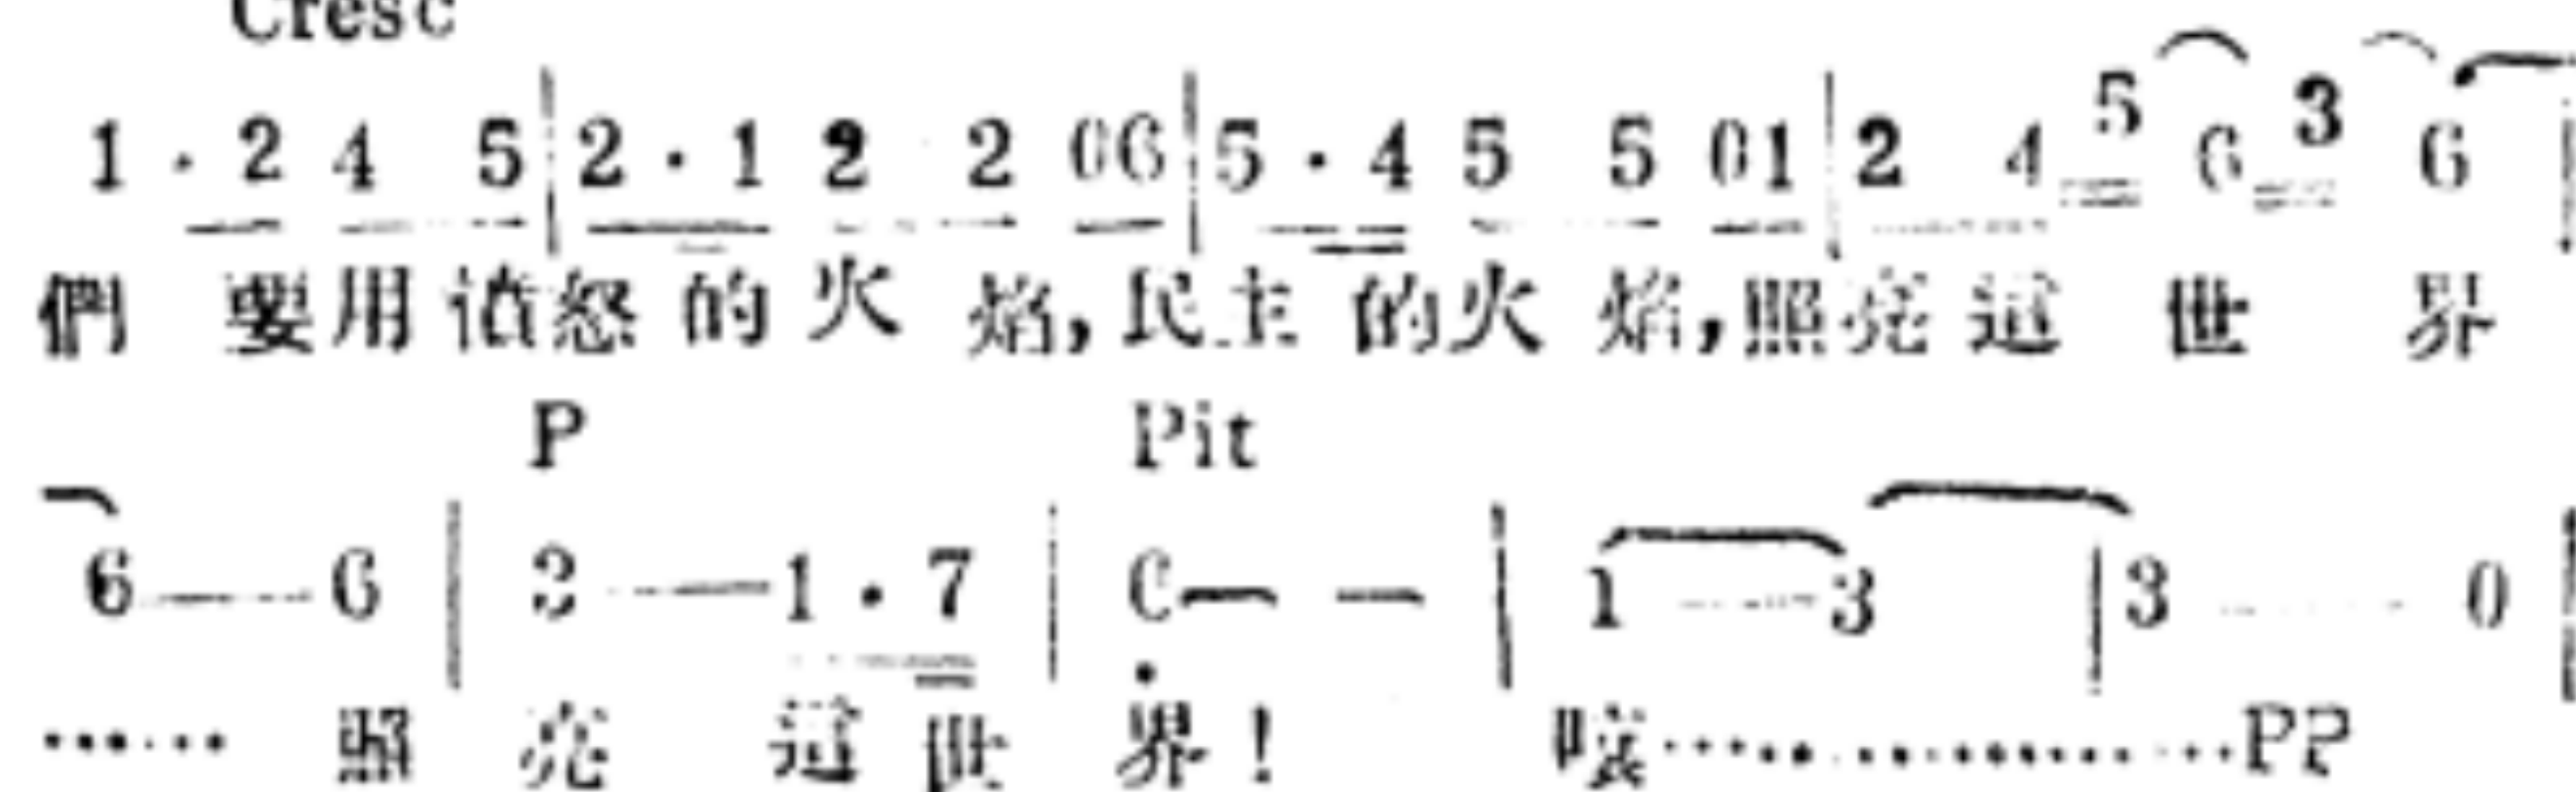 Cresc
1 . 2 4 5 | 2 . 1 2 2 06 | 5 . 4 5 5 01 | 2 4 5 6 3 6 |
們 要用憤怒的火焰,民主的火焰,照亮這世界
P Pit
6 — 6 | 3 — 1 . 7 | 6 — — | 1 — 3 | 3 — 0
…… 照亮這世界! 咳…………PP